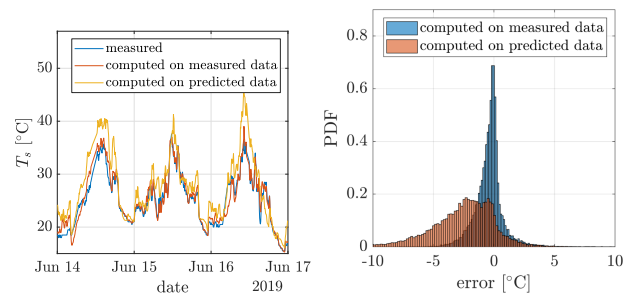 measured
computed on measured data
computed on predicted data
50
40
30
20
T_s [°C]
Jun 14
Jun 15
Jun 16
Jun 17
date
2019
computed on measured data
computed on predicted data
0.8
0.6
0.4
0.2
0
PDF
-10
-5
0
5
10
error [°C]